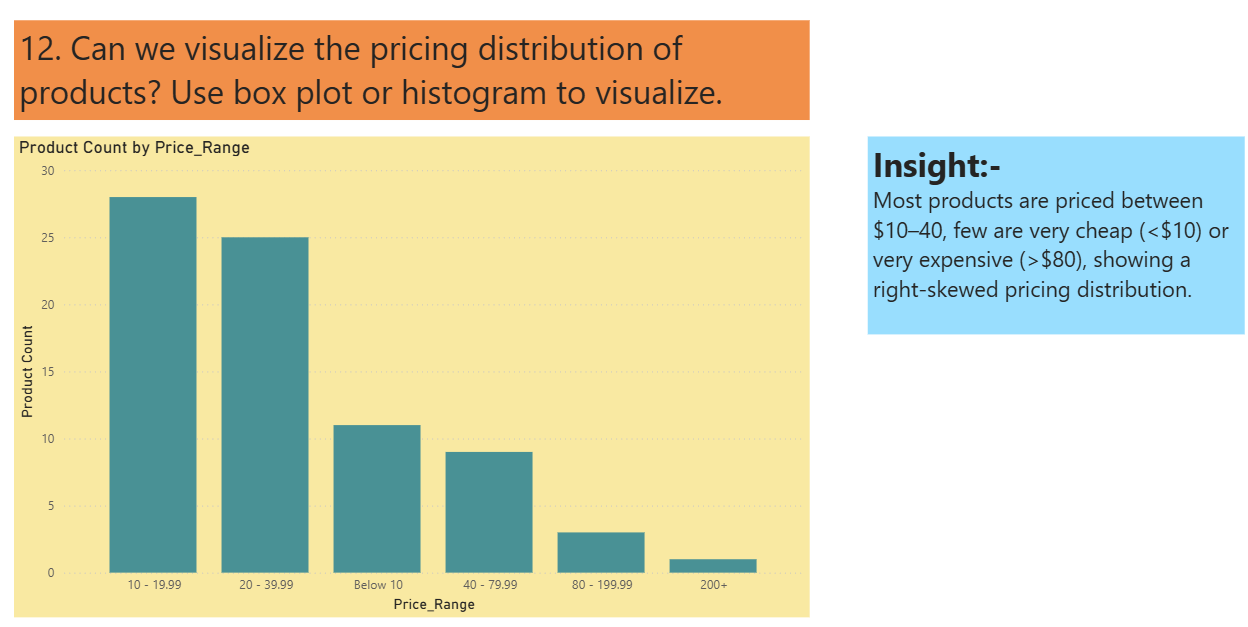 12. Can we visualize the pricing distribution of
products? Use box plot or histogram to visualize.
Product Count by Price_Range
30
25
20
15
10
5
0
Product Count
10 - 19.99
20 - 39.99
Below 10
40 - 79.99
80 - 199.99
200+
Price_Range
Insight:-
Most products are priced between
$10–40, few are very cheap (<$10) or
very expensive (>$80), showing a
right-skewed pricing distribution.